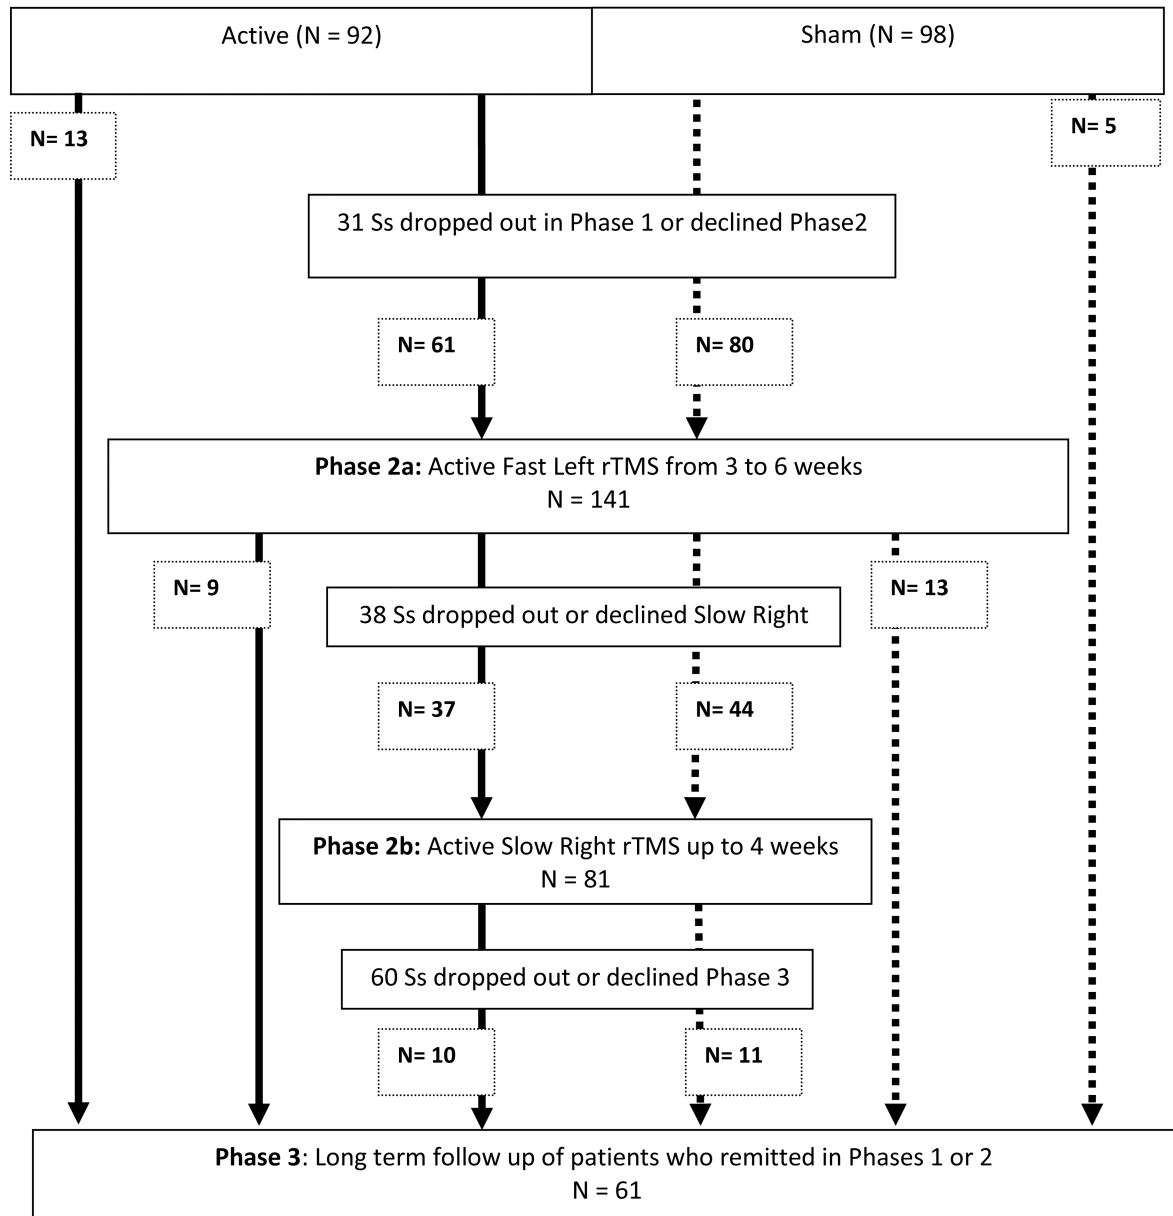 Active (N = 92)
Sham (N = 98)
N= 13
N= 5
31 Ss dropped out in Phase 1 or declined Phase2
N= 61
N= 80
Phase 2a: Active Fast Left rTMS from 3 to 6 weeks
N = 141
N= 9
N= 13
38 Ss dropped out or declined Slow Right
N= 37
N= 44
Phase 2b: Active Slow Right rTMS up to 4 weeks
N = 81
60 Ss dropped out or declined Phase 3
N= 10
N= 11
Phase 3: Long term follow up of patients who remitted in Phases 1 or 2
N = 61